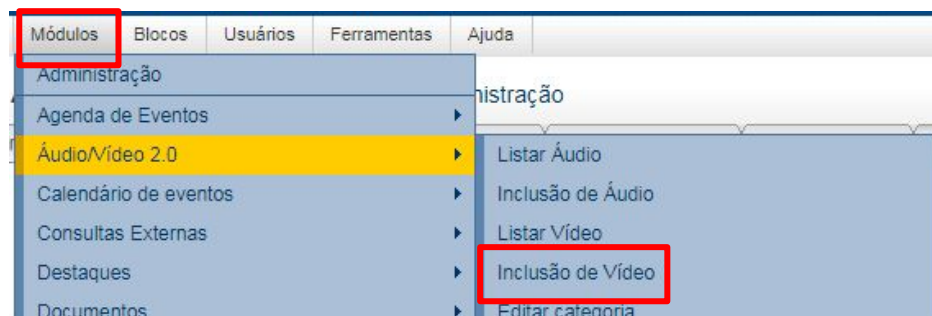 Módulos Blocos Usuários Ferramentas Ajuda
Administração
Agenda de Eventos
Áudio/Vídeo 2.0
Calendário de eventos
Consultas Externas
Destaques
Documentos
nistração
Listar Áudio
Inclusão de Áudio
Listar Vídeo
Inclusão de Vídeo
Editar categoria